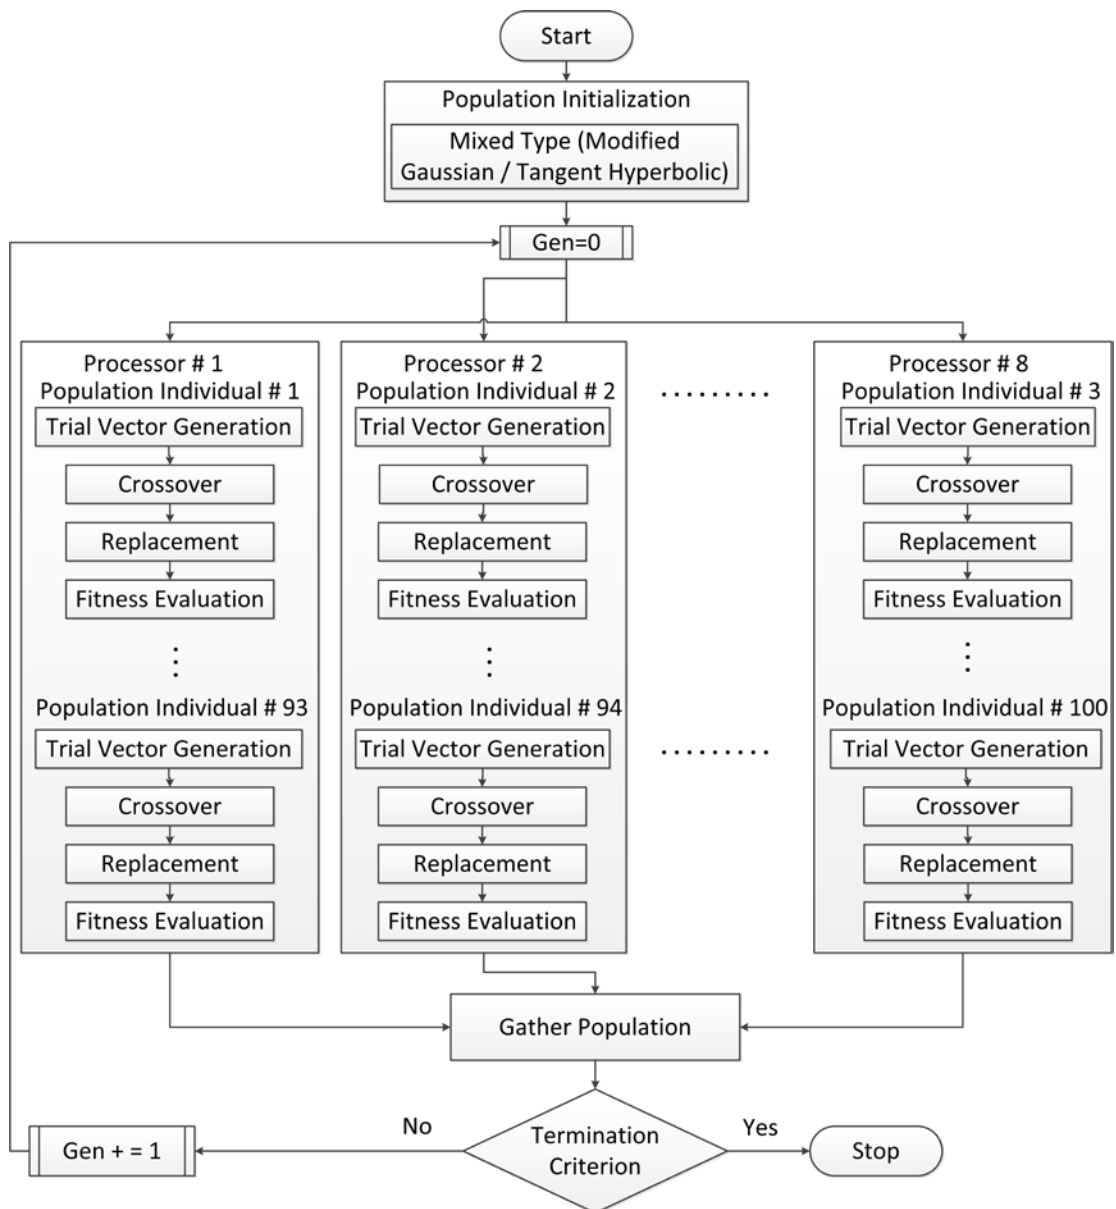 Start
Population Initialization
Mixed Type (Modified
Gaussian / Tangent Hyperbolic)
Gen=0
Processor # 1
Population Individual # 1
Trial Vector Generation
Crossover
Replacement
Fitness Evaluation
Population Individual # 93
Trial Vector Generation
Crossover
Replacement
Fitness Evaluation
Processor # 2
Population Individual # 2
Trial Vector Generation
Crossover
Replacement
Fitness Evaluation
Population Individual # 94
Trial Vector Generation
Crossover
Replacement
Fitness Evaluation
Processor # 8
Population Individual # 3
Trial Vector Generation
Crossover
Replacement
Fitness Evaluation
Population Individual # 100
Trial Vector Generation
Crossover
Replacement
Fitness Evaluation
Gather Population
Termination
Criterion
No
Yes
Gen + = 1
Stop